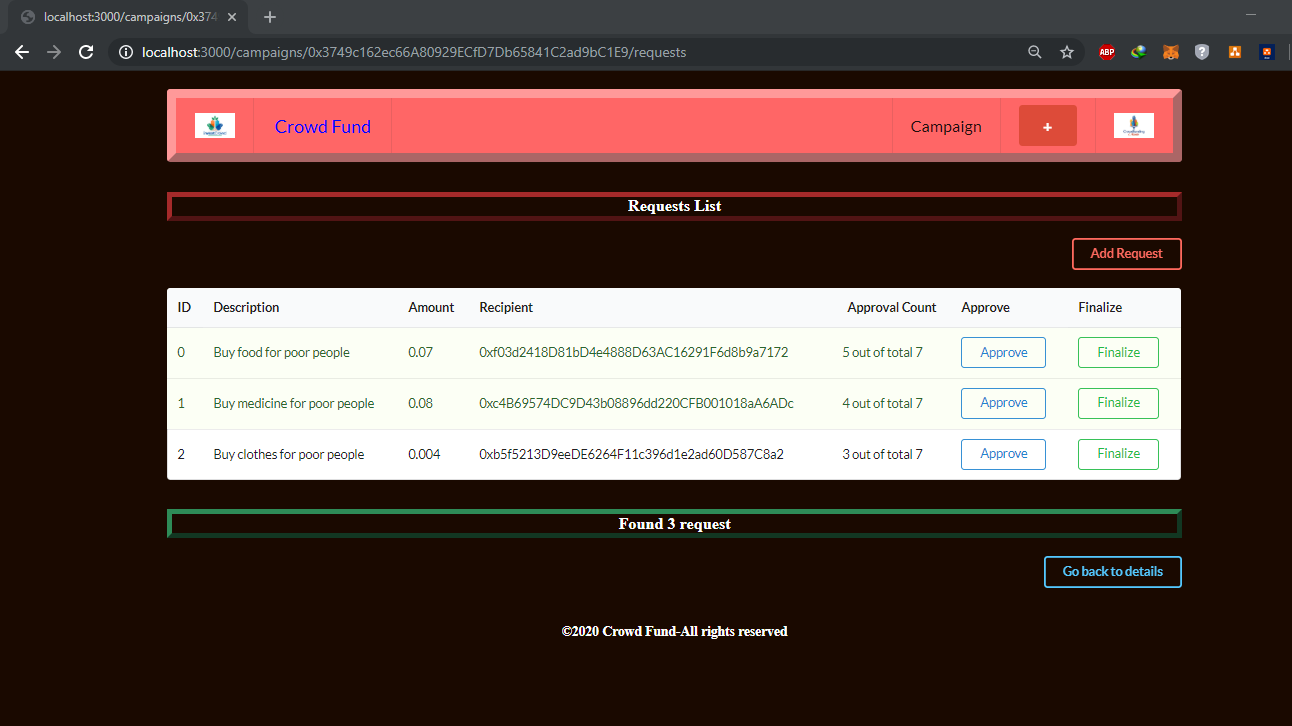 localhost:3000/campaigns/0x374
localhost:3000/campaigns/0x3749c162ec66A80929ECfD7Db65841C2ad9bC1E9/requests
ABP
Crowd Fund
Campaign
+
Requests List
Add Request
ID Description Amount Recipient Approval Count Approve Finalize
0 Buy food for poor people 0.07 0xf03d2418D81bD4e4888D63AC16291F6d8b9a7172 5 out of total 7 Approve Finalize
1 Buy medicine for poor people 0.08 0xc4B69574DC9D43b08896dd220CFB001018aA6ADc 4 out of total 7 Approve Finalize
2 Buy clothes for poor people 0.004 0xb5f5213D9eeDE6264F11c396d1e2ad60D587C8a2 3 out of total 7 Approve Finalize
Found 3 request
Go back to details
©2020 Crowd Fund-All rights reserved